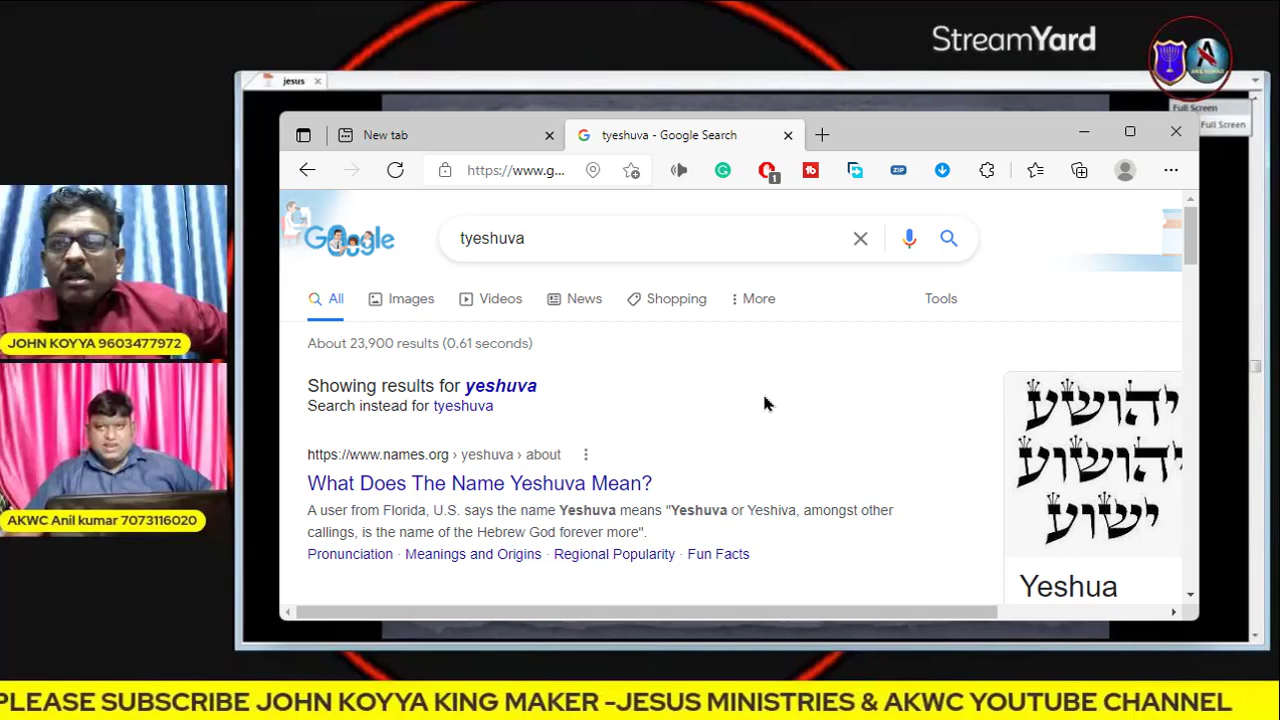 StreamYard
A
ANIL KUMAR
jesus
Full Screen
Full Screen
New tab
tyeshuva - Google Search
https://www.g...
1
ZIP
Google
tyeshuva
All
Images
Videos
News
Shopping
More
Tools
About 23,900 results (0.61 seconds)
Showing results for yeshuva
Search instead for tyeshuva
https://www.names.org › yeshuva › about
What Does The Name Yeshuva Mean?
A user from Florida, U.S. says the name Yeshuva means "Yeshuva or Yeshiva, amongst other
callings, is the name of the Hebrew God forever more".
Pronunciation · Meanings and Origins · Regional Popularity · Fun Facts
יהושע
יהושוע
ישוע
Yeshua
JOHN KOYYA 9603477972
AKWC Anil kumar 7073116020
PLEASE SUBSCRIBE JOHN KOYYA KING MAKER -JESUS MINISTRIES & AKWC YOUTUBE CHANNEL